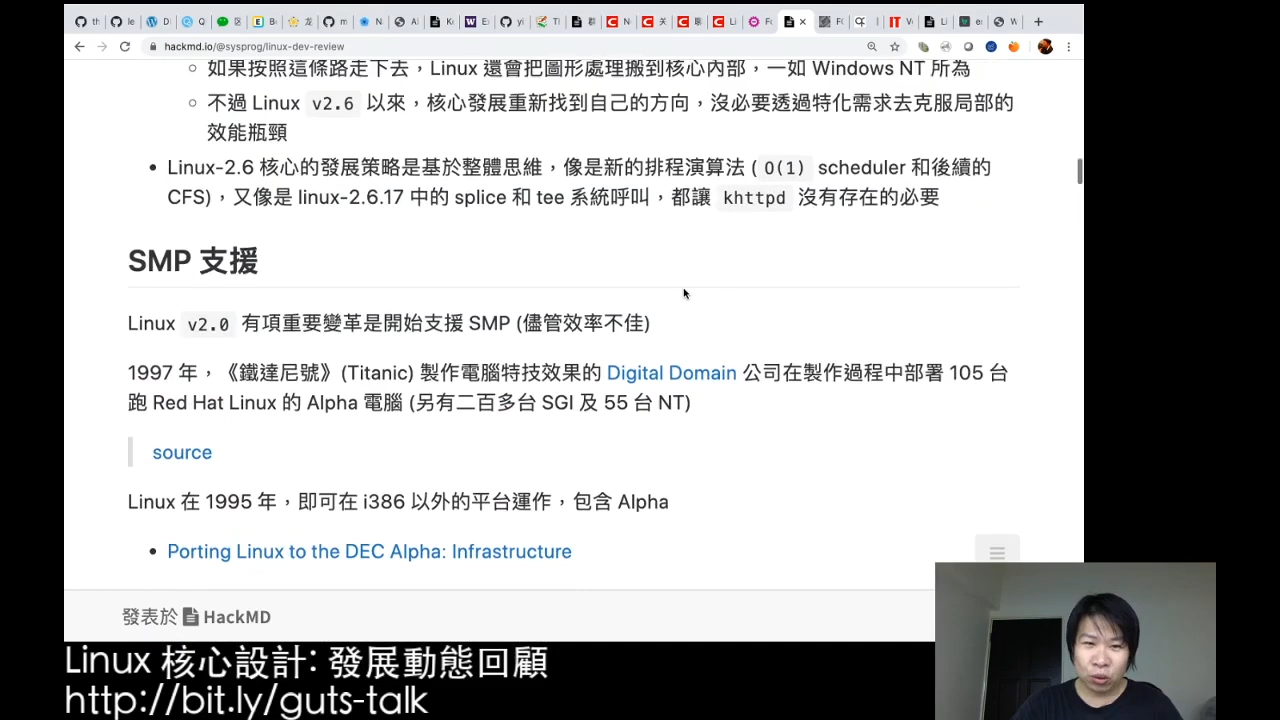 hackmd.io/@sysprog/linux-dev-review
如果按照這條路走下去，Linux 還會把圖形處理搬到核心內部，一如 Windows NT 所為
不過 Linux v2.6 以來，核心發展重新找到自己的方向，沒必要透過特化需求去克服局部的
效能瓶頸
Linux-2.6 核心的發展策略是基於整體思維，像是新的排程演算法 ( O(1) scheduler 和後續的
CFS)，又像是 linux-2.6.17 中的 splice 和 tee 系統呼叫，都讓 khttpd 沒有存在的必要
SMP 支援
Linux v2.0 有項重要變革是開始支援 SMP (儘管效率不佳)
1997 年，《鐵達尼號》(Titanic) 製作電腦特技效果的 Digital Domain 公司在製作過程中部署 105 台
跑 Red Hat Linux 的 Alpha 電腦 (另有二百多台 SGI 及 55 台 NT)
source
Linux 在 1995 年，即可在 i386 以外的平台運作，包含 Alpha
Porting Linux to the DEC Alpha: Infrastructure
發表於 HackMD
Linux 核心設計: 發展動態回顧
http://bit.ly/guts-talk